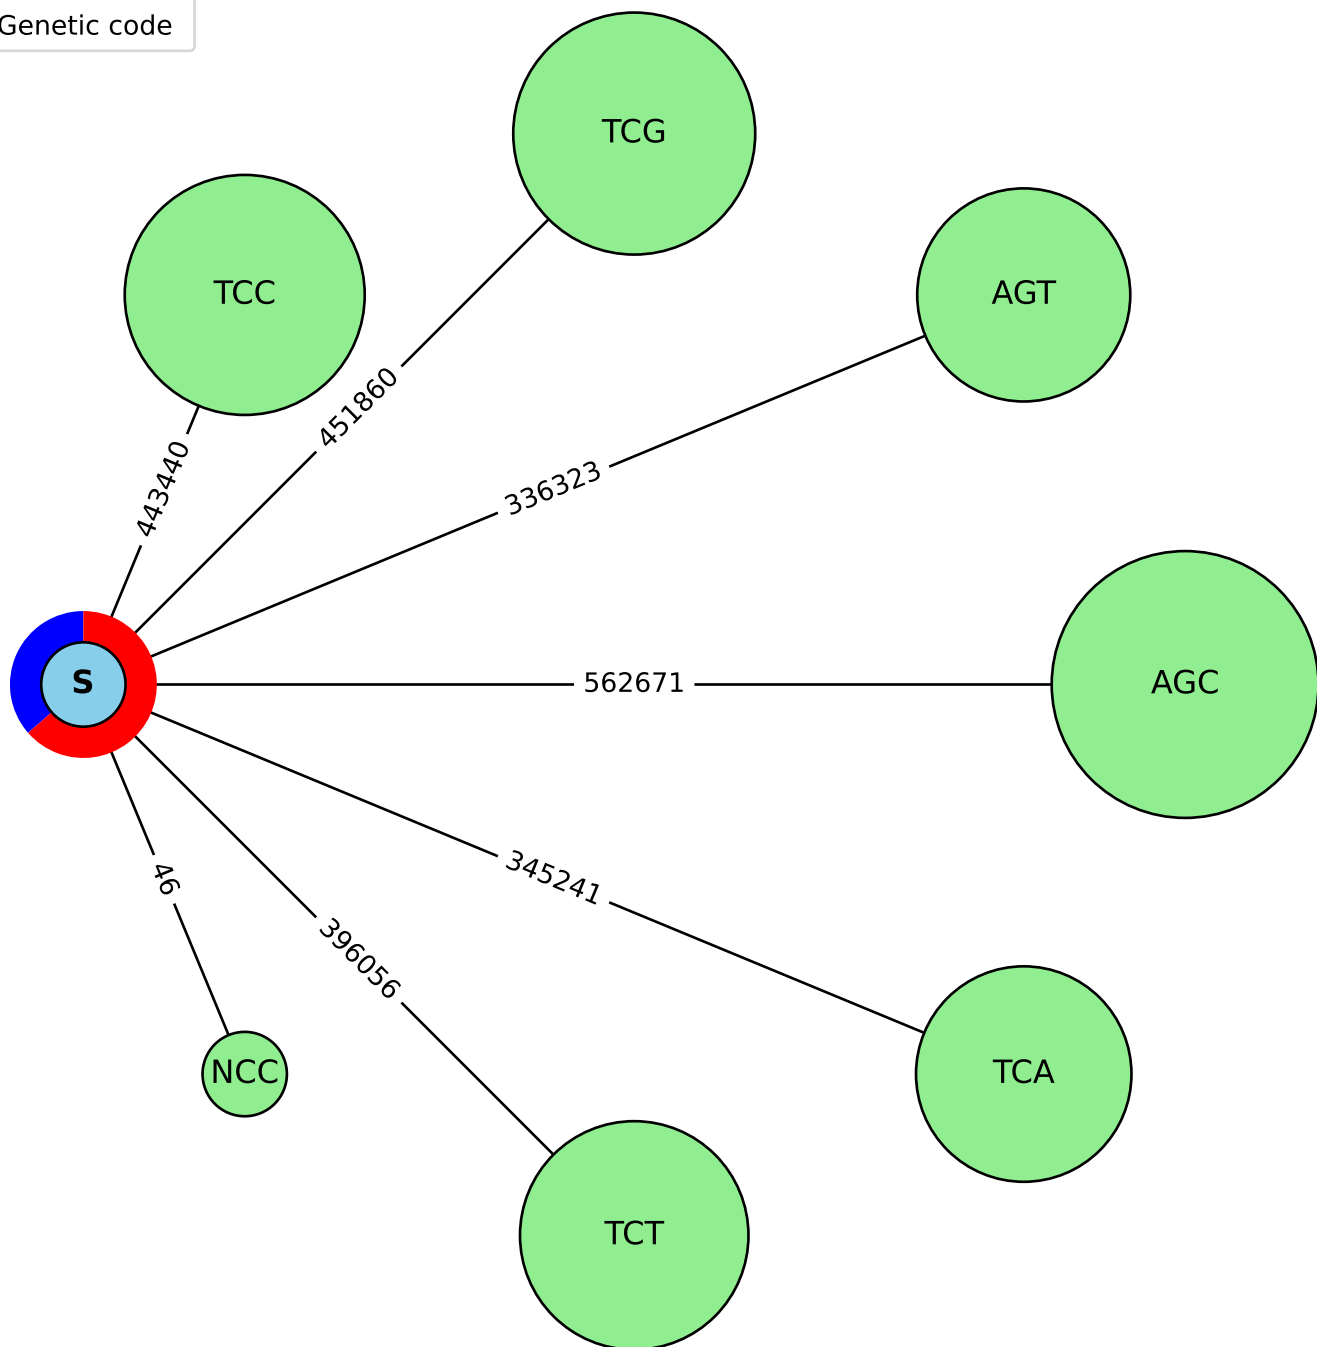 Genetic code
TCG
TCC
AGT
451860
443440
336323
S
562671
AGC
345241
46
396056
NCC
TCA
TCT